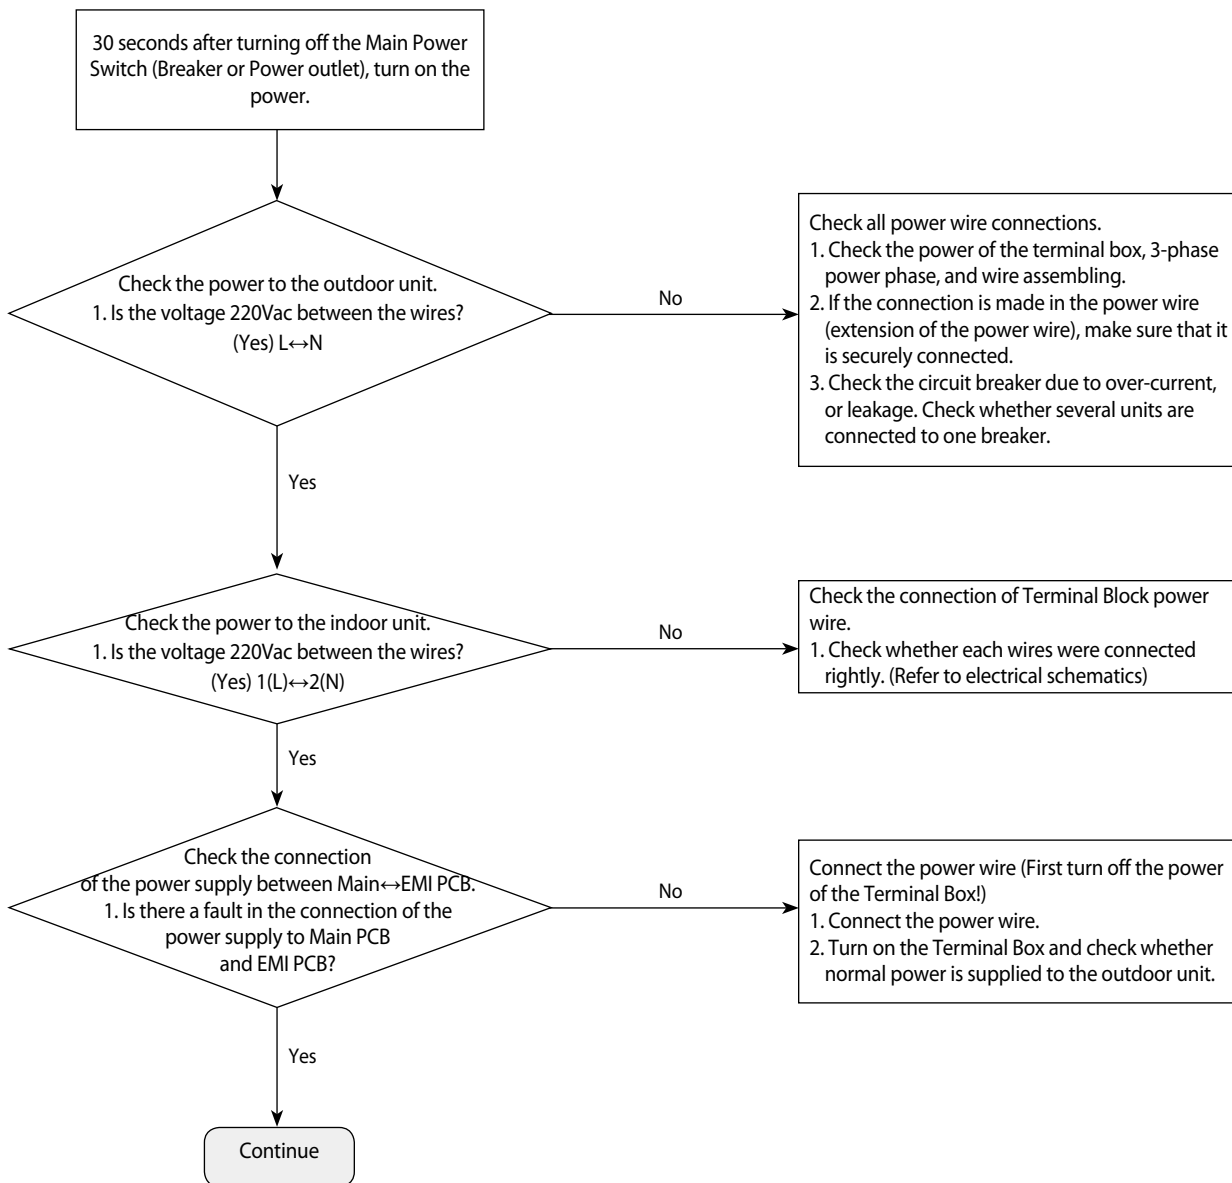 30 seconds after turning off the Main Power
Switch (Breaker or Power outlet), turn on the
power.
Check the power to the outdoor unit.
1. Is the voltage 220Vac between the wires?
(Yes) L↔N
No
Check all power wire connections.
1. Check the power of the terminal box, 3-phase
power phase, and wire assembling.
2. If the connection is made in the power wire
(extension of the power wire), make sure that it
is securely connected.
3. Check the circuit breaker due to over-current,
or leakage. Check whether several units are
connected to one breaker.
Yes
Check the power to the indoor unit.
1. Is the voltage 220Vac between the wires?
(Yes) 1(L)↔2(N)
No
Check the connection of Terminal Block power
wire.
1. Check whether each wires were connected
rightly. (Refer to electrical schematics)
Yes
Check the connection
of the power supply between Main↔EMI PCB.
1. Is there a fault in the connection of the
power supply to Main PCB
and EMI PCB?
No
Connect the power wire (First turn off the power
of the Terminal Box!)
1. Connect the power wire.
2. Turn on the Terminal Box and check whether
normal power is supplied to the outdoor unit.
Yes
Continue